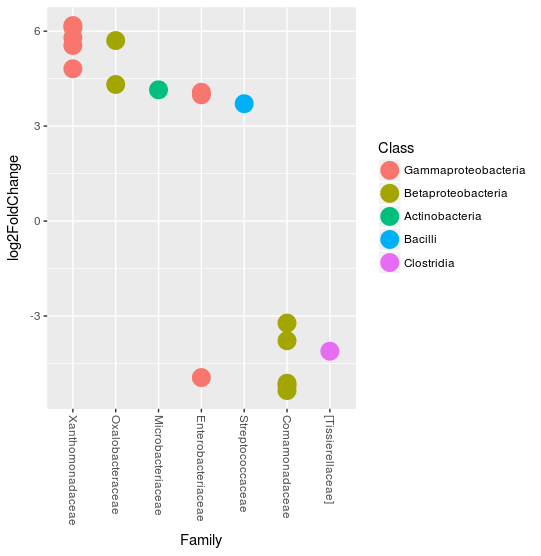 6
3
0
-3
log2FoldChange
Xanthomonadaceae
Oxalobacteraceae
Microbacteriaceae
Enterobacteriaceae
Streptococcaceae
Comamonadaceae
[Tissierellaceae]
Family
Class
Gammaproteobacteria
Betaproteobacteria
Actinobacteria
Bacilli
Clostridia